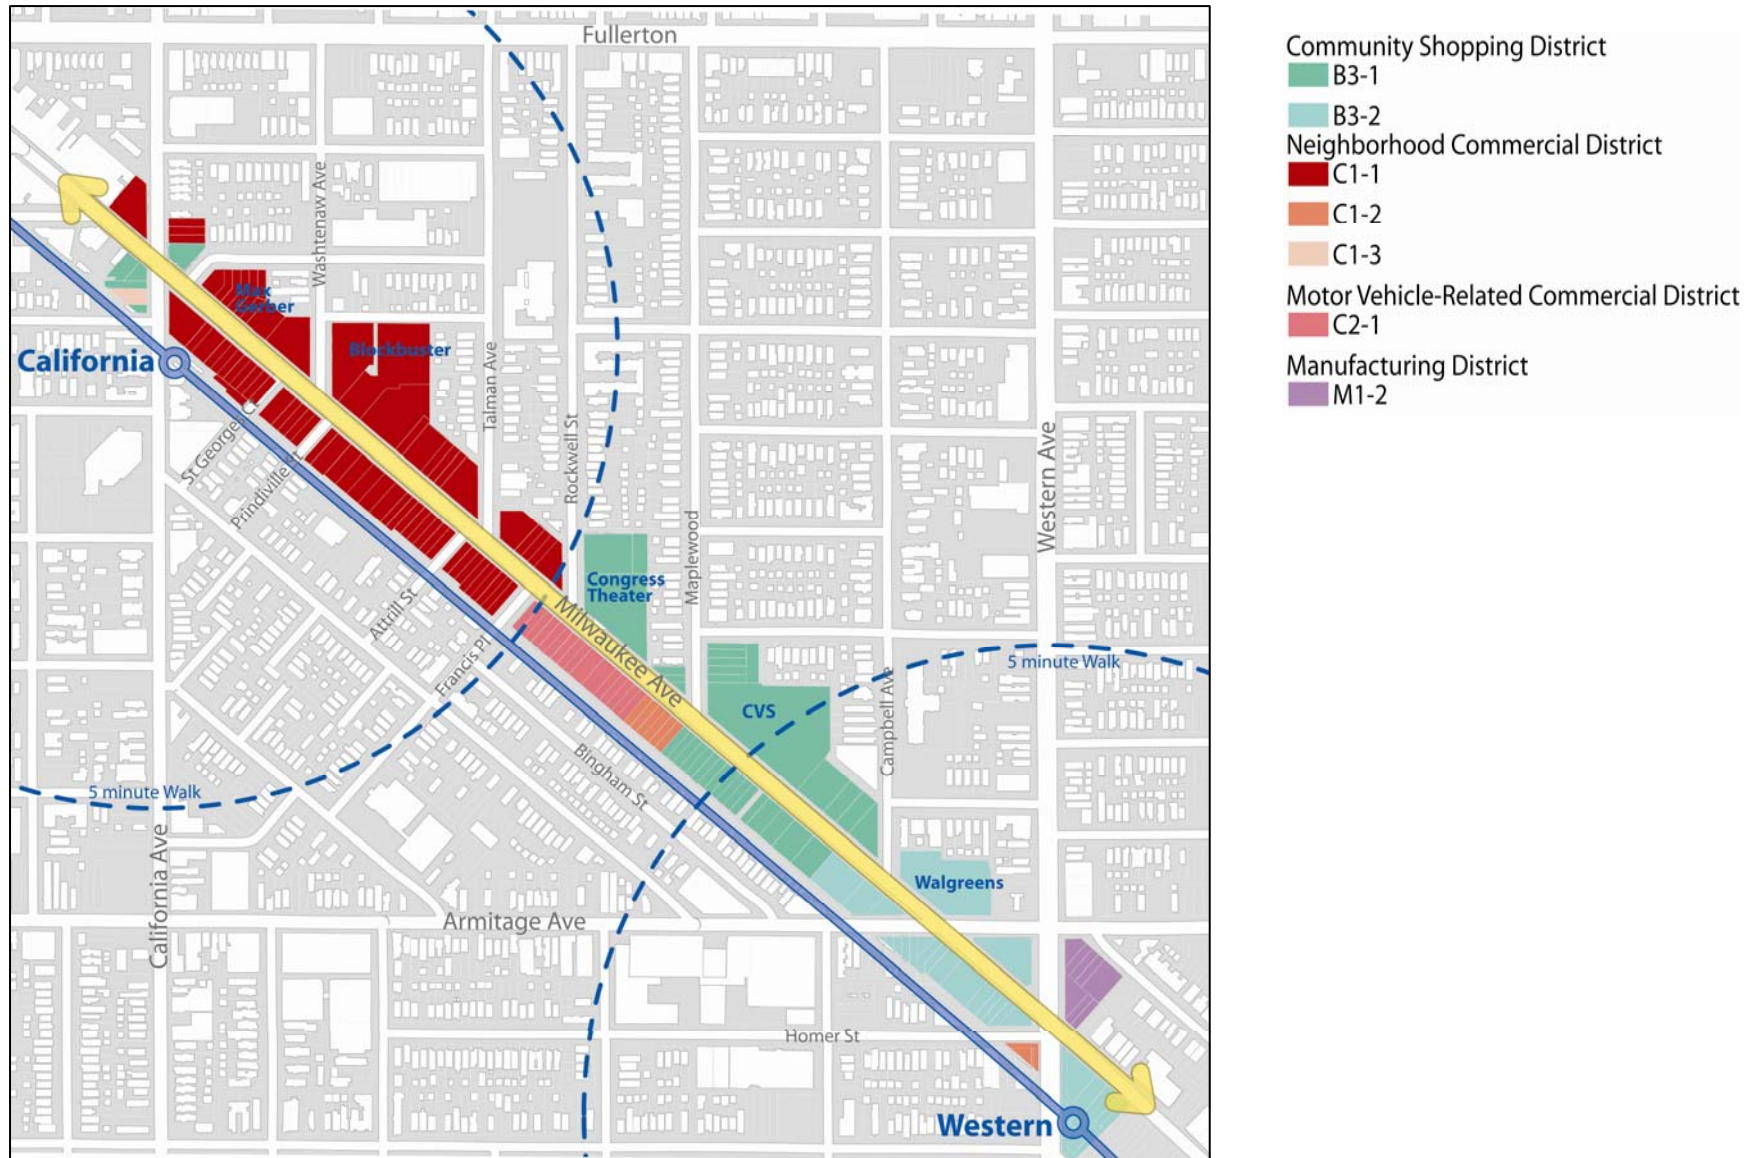 Fullerton
Washtenaw Ave
Max
Gerber
Blockbuster
California
Talman Ave
St George Ct
Prindiville St
Rockwell St
Western Ave
Congress
Theater
Maplewood
Milwaukee Ave
Attrill St
Francis Pl
5 minute Walk
CVS
Campbell Ave
Bingham St
5 minute Walk
California Ave
Walgreens
Armitage Ave
Homer St
Western
Community Shopping District
B3-1
B3-2
Neighborhood Commercial District
C1-1
C1-2
C1-3
Motor Vehicle-Related Commercial District
C2-1
Manufacturing District
M1-2